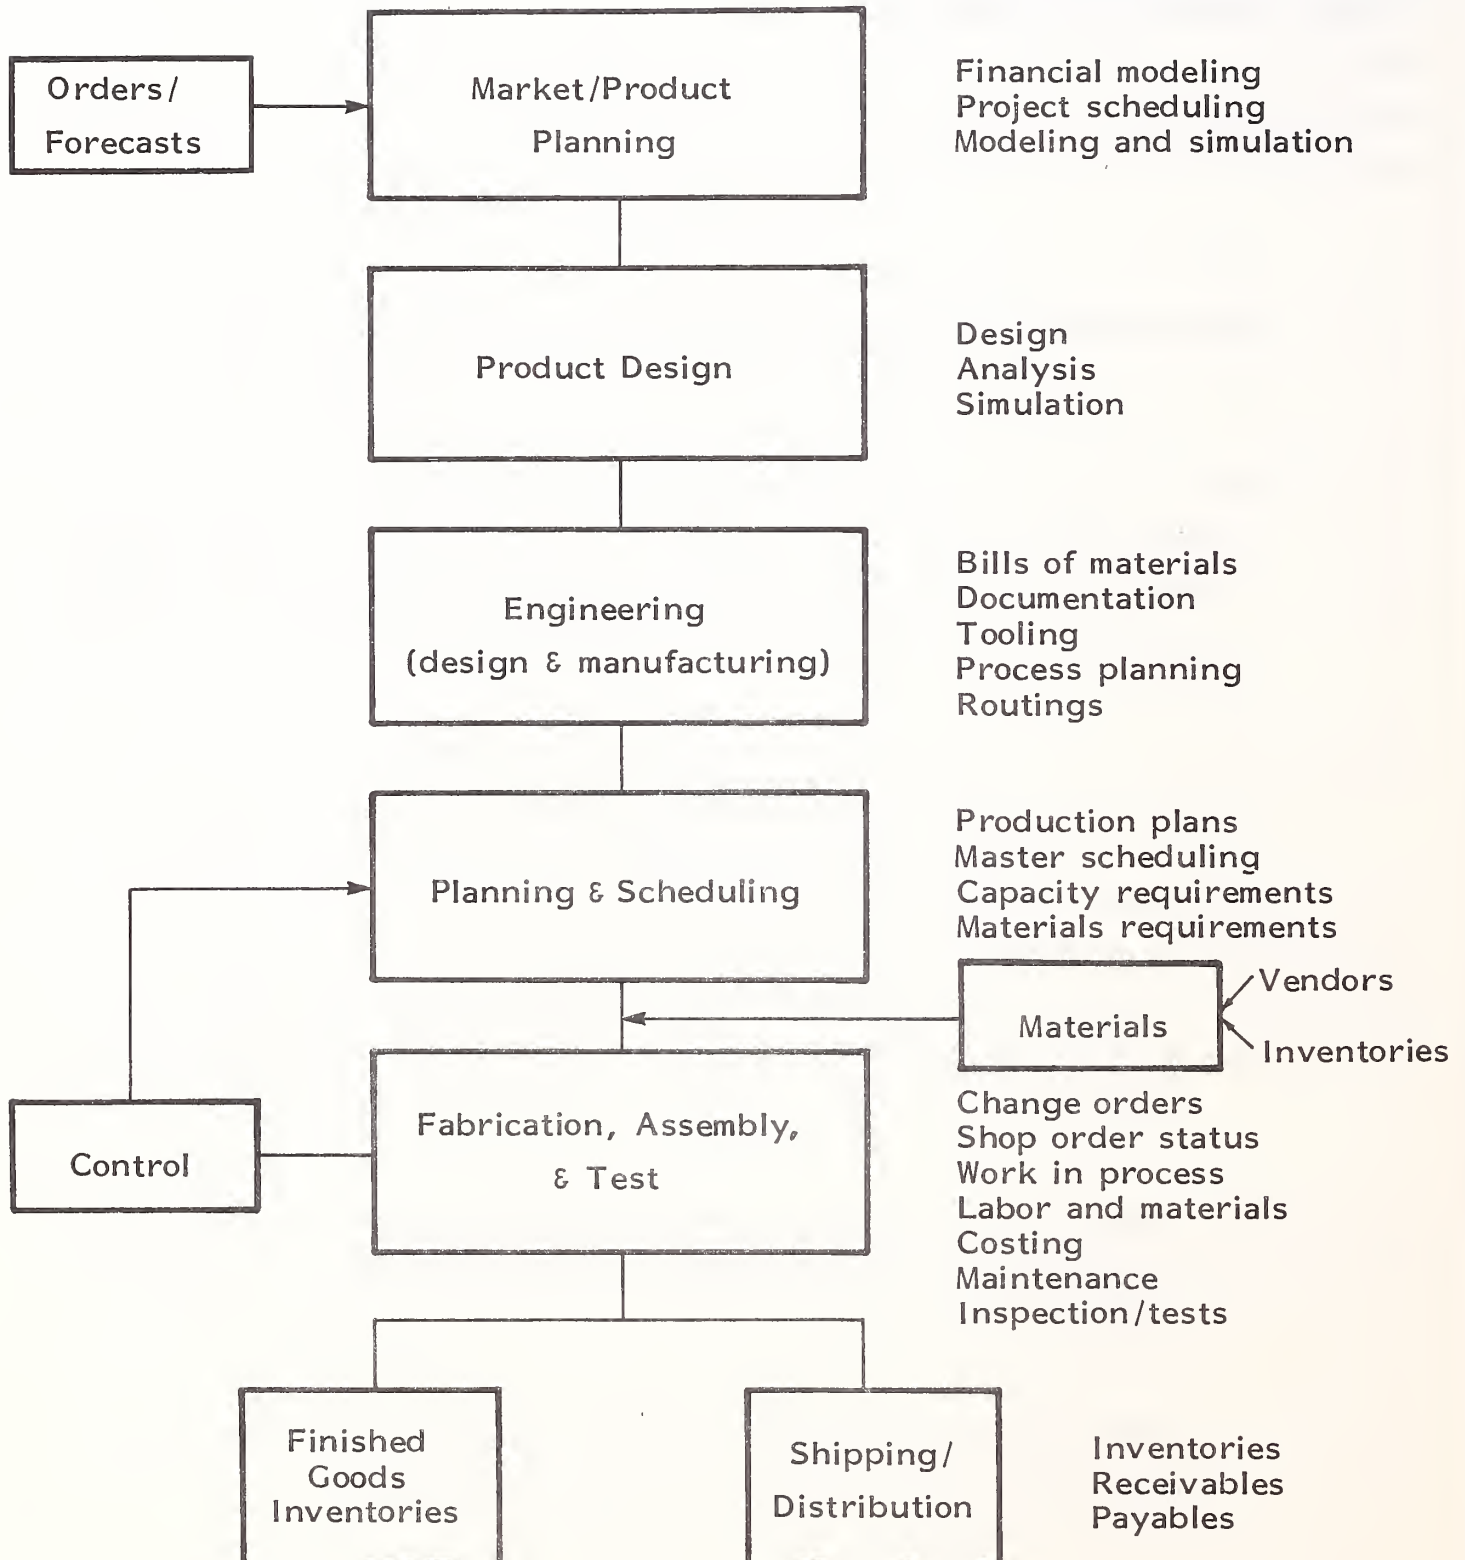 Orders/
Forecasts
Market/Product
Planning
Financial modeling
Project scheduling
Modeling and simulation
Product Design
Design
Analysis
Simulation
Engineering
(design & manufacturing)
Bills of materials
Documentation
Tooling
Process planning
Routings
Planning & Scheduling
Production plans
Master scheduling
Capacity requirements
Materials requirements
Materials
Vendors
Inventories
Control
Fabrication, Assembly,
& Test
Change orders
Shop order status
Work in process
Labor and materials
Costing
Maintenance
Inspection/tests
Finished
Goods
Inventories
Shipping/
Distribution
Inventories
Receivables
Payables